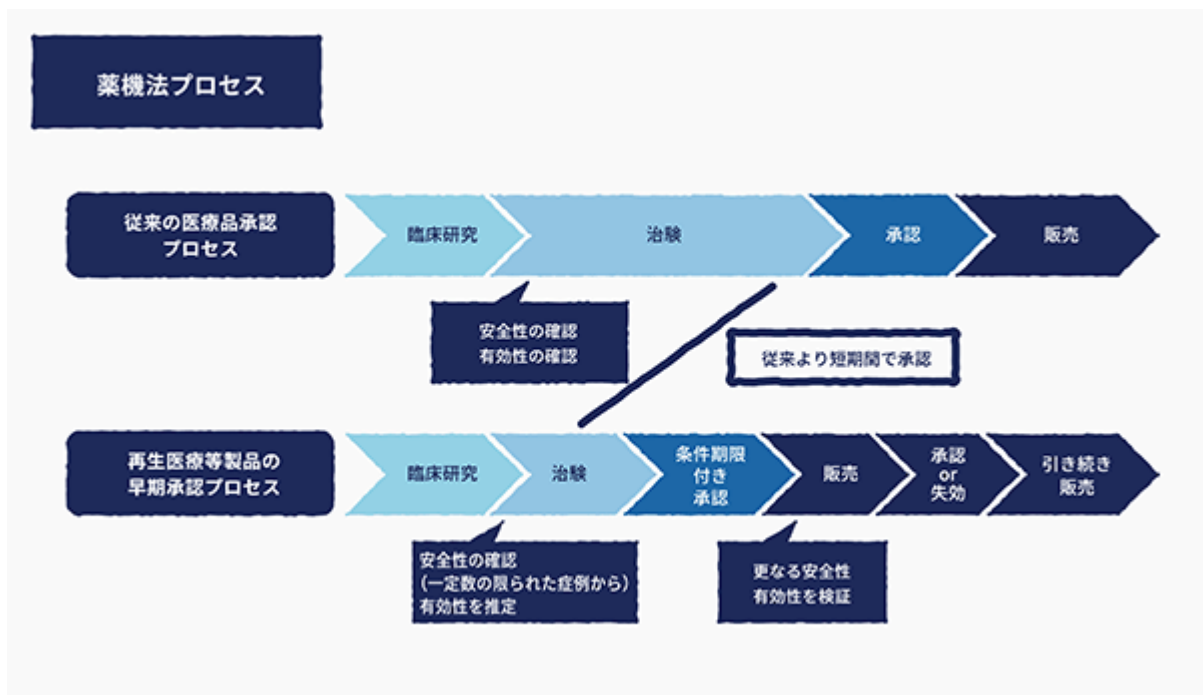 薬機法プロセス
従来の医療品承認
プロセス
臨床研究
治験
承認
販売
安全性の確認
有効性の確認
従来より短期間で承認
再生医療等製品の
早期承認プロセス
臨床研究
治験
条件期限
付き
承認
販売
承認
or
失効
引き続き
販売
安全性の確認
(一定数の限られた症例から)
有効性を推定
更なる安全性
有効性を検証